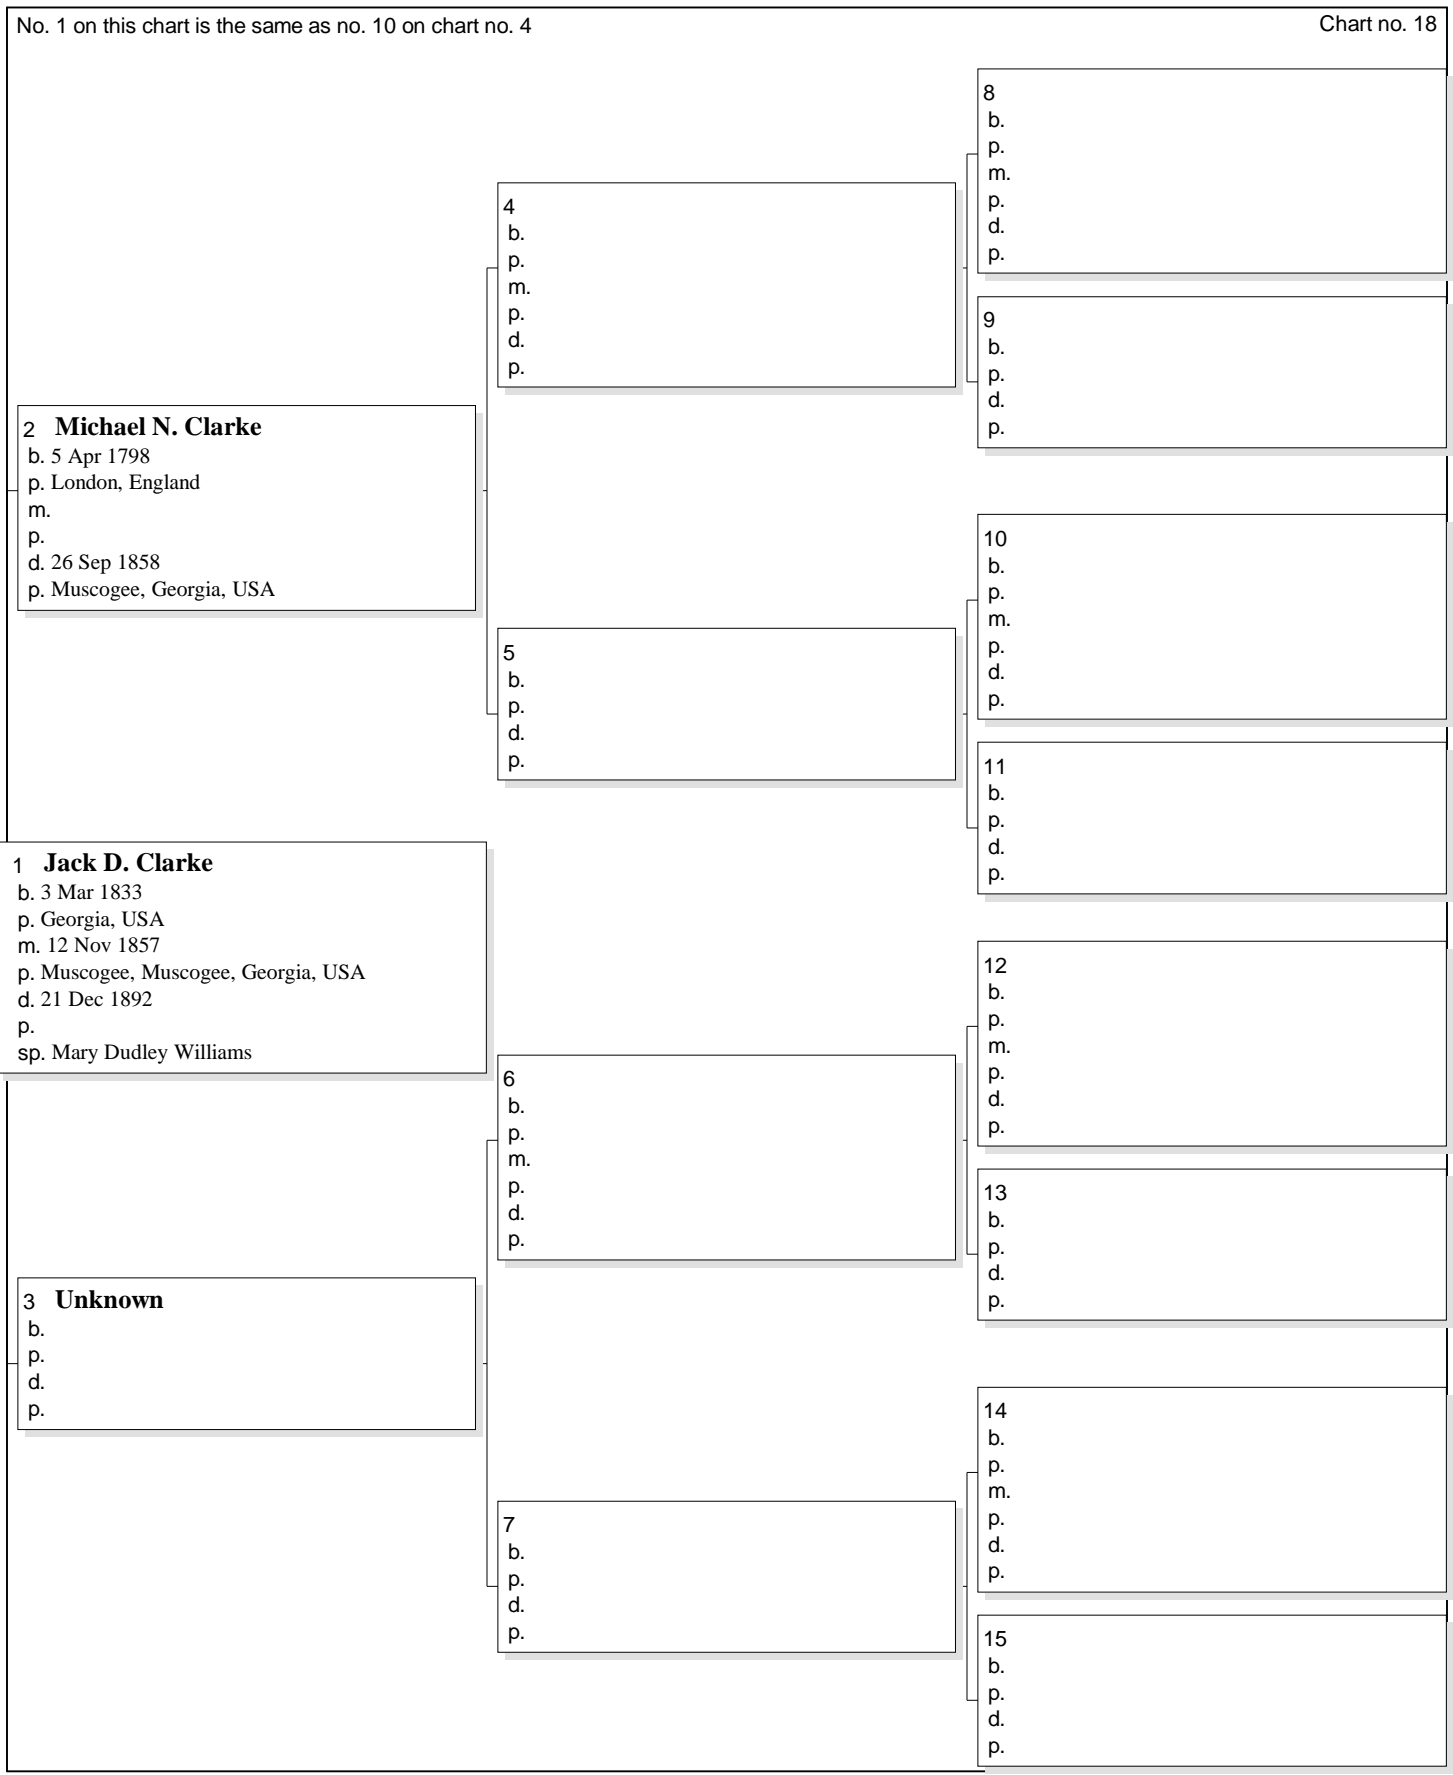 No. 1 on this chart is the same as no. 10 on chart no. 4
Chart no. 18
8
b.
p.
m.
p.
d.
p.
4
b.
p.
m.
p.
d.
p.
9
b.
p.
d.
p.
2 Michael N. Clarke
b. 5 Apr 1798
p. London, England
m.
p.
d. 26 Sep 1858
p. Muscogee, Georgia, USA
10
b.
p.
m.
p.
d.
p.
5
b.
p.
d.
p.
11
b.
p.
d.
p.
1 Jack D. Clarke
b. 3 Mar 1833
p. Georgia, USA
m. 12 Nov 1857
p. Muscogee, Muscogee, Georgia, USA
d. 21 Dec 1892
p.
sp. Mary Dudley Williams
12
b.
p.
m.
p.
d.
p.
6
b.
p.
m.
p.
d.
p.
13
b.
p.
d.
p.
3 Unknown
b.
p.
d.
p.
14
b.
p.
m.
p.
d.
p.
7
b.
p.
d.
p.
15
b.
p.
d.
p.